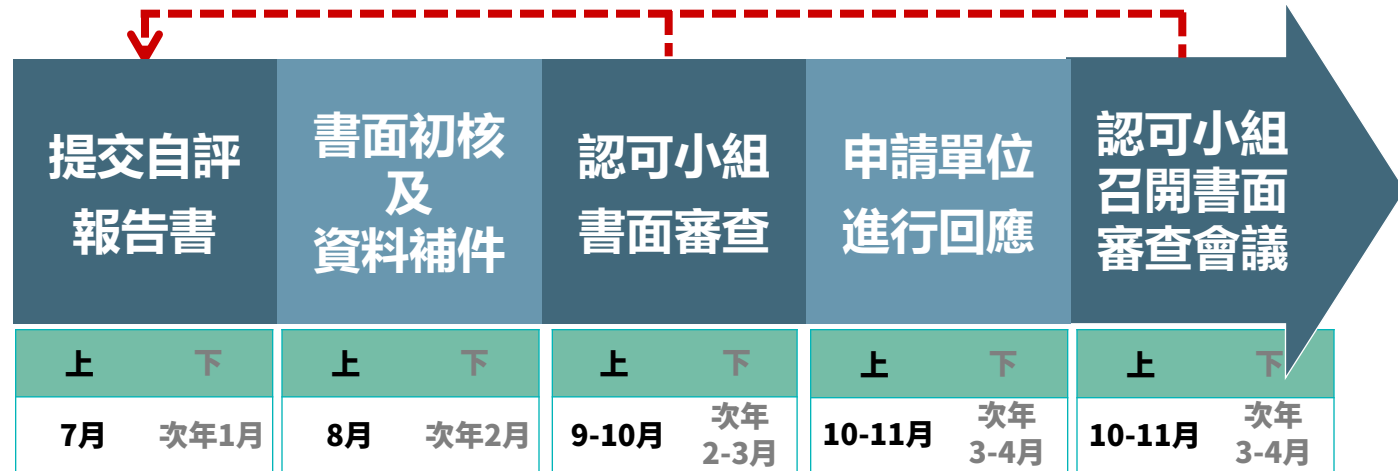 提交自評
報告書
書面初核
及
資料補件
認可小組
書面審查
申請單位
進行回應
認可小組
召開書面
審查會議
上 下
7月 次年1月
上 下
8月 次年2月
上 下
9-10月 次年
2-3月
上 下
10-11月 次年
3-4月
上 下
10-11月 次年
3-4月